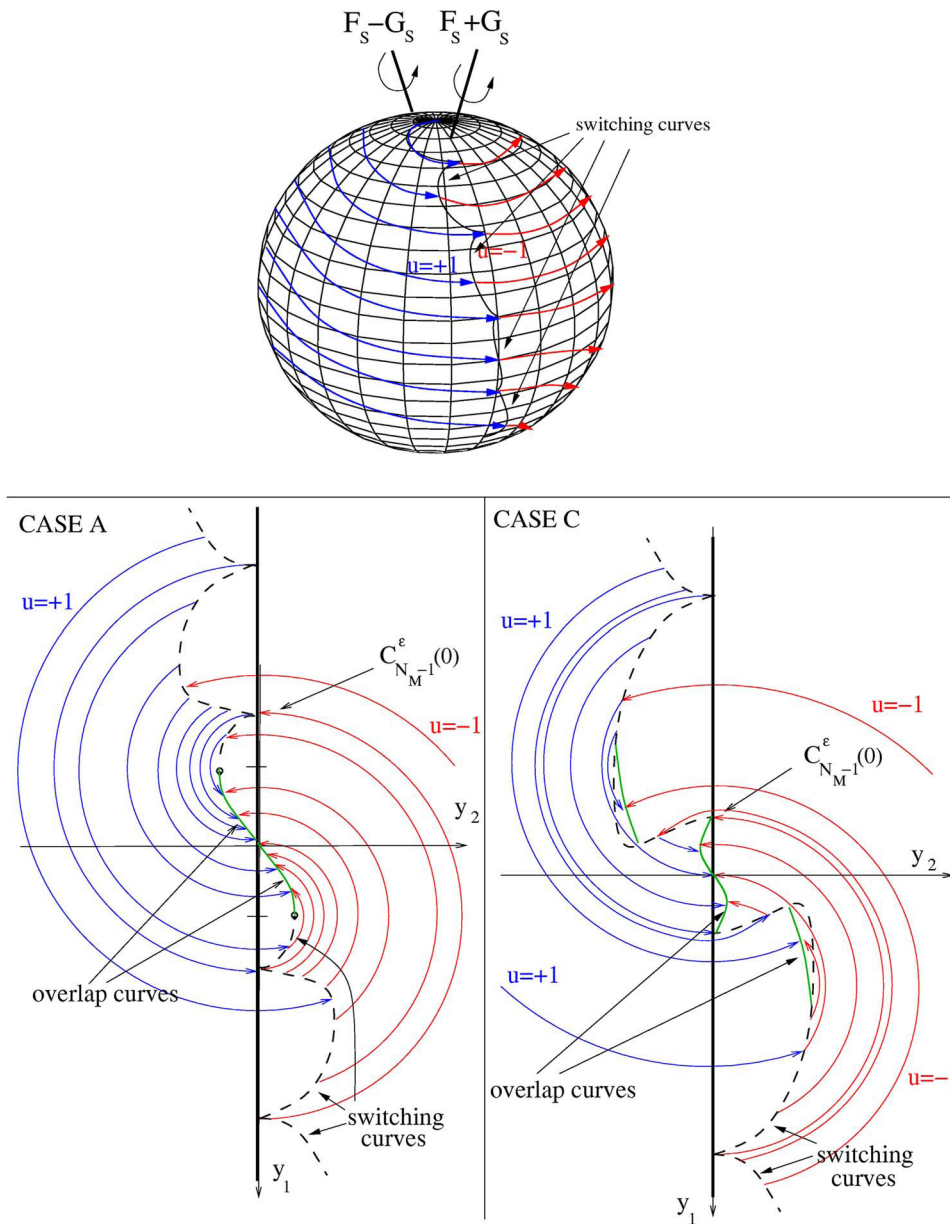 F_S−G_S
F_S+G_S
switching curves
u=−1
u=+1
CASE A
u=+1
C^ε_{N_M−1}(0)
u=−1
y_2
overlap curves
switching
curves
y_1
CASE C
u=+1
u=−1
C^ε_{N_M−1}(0)
y_2
u=+1
overlap curves
u=−
switching
curves
y_1